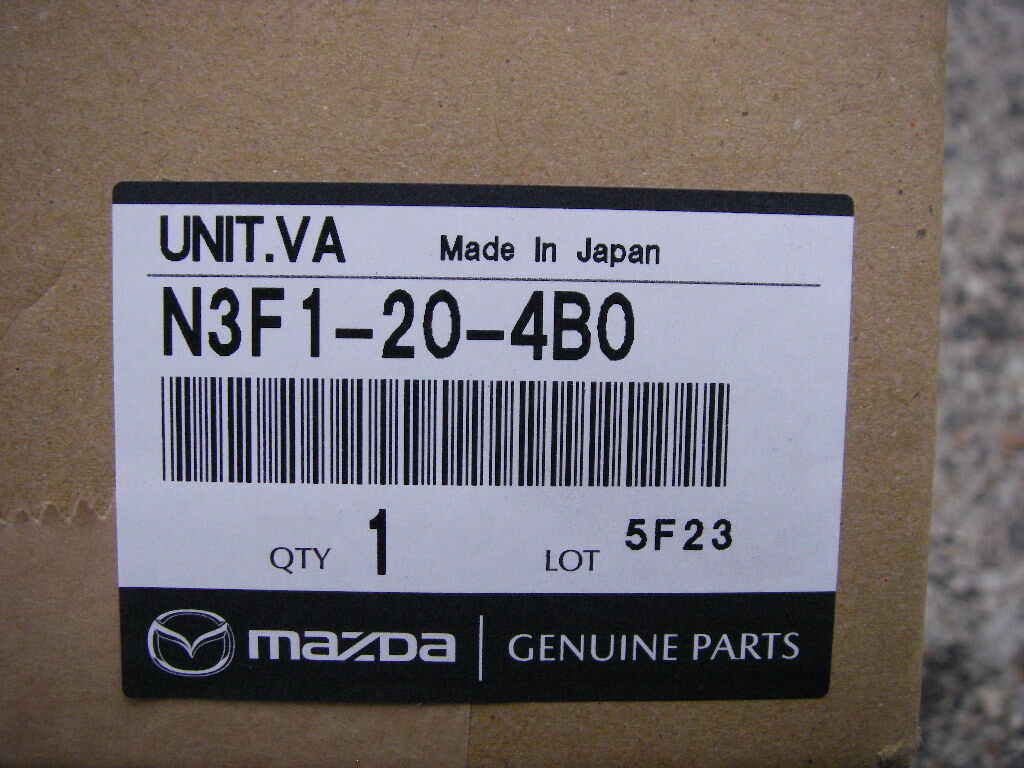 UNIT.VA Made In Japan
N3F1-20-4B0
QTY 1 LOT 5F23
mazda GENUINE PARTS